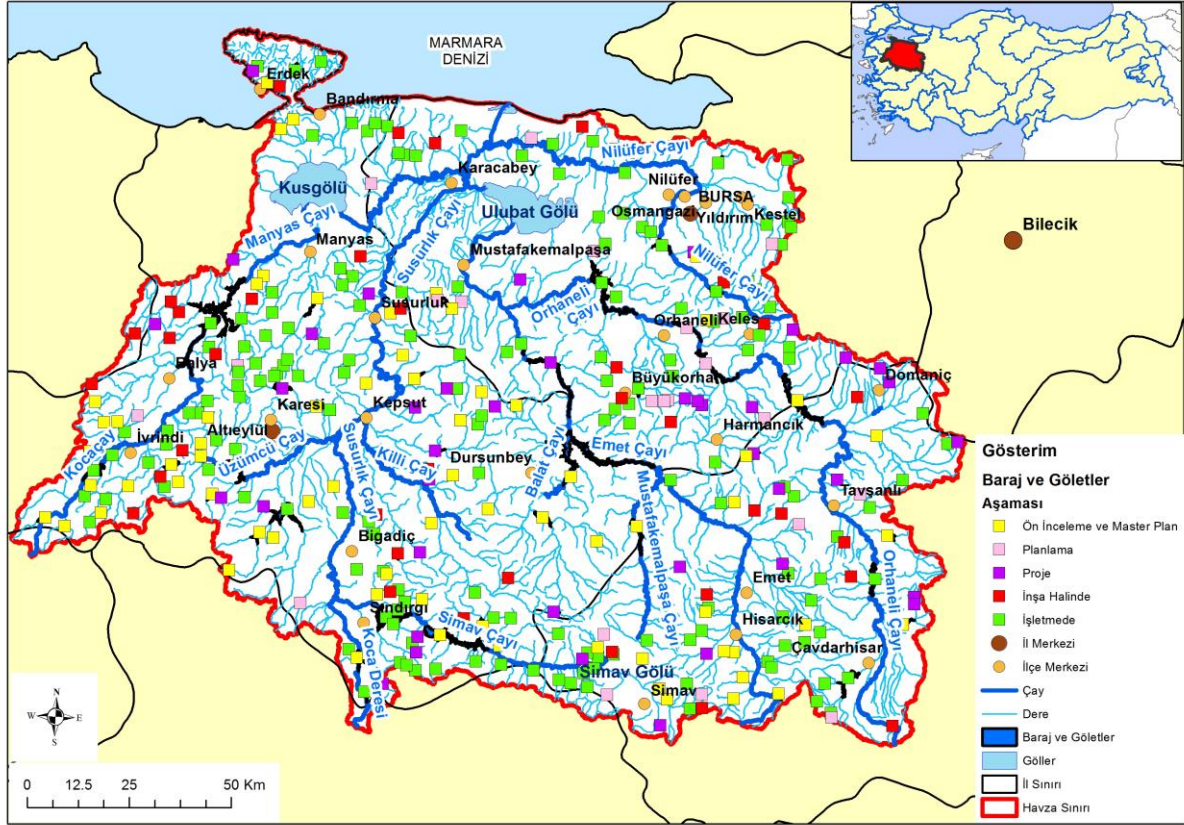 MARMARA
DENİZİ
Erdek
Bandırma
Kusgölü
Karacabey
Ulubat Gölü
Nilüfer Çayı
Nilüfer
BURSA
Osmangazi
Yıldırım
Kestel
Bilecik
Manyas Çayı
Manyas
Susurlık Çayı
Mustafakemalpaşa
Nilüfer Çayı
Susurluk
Orhaneli
Çayı
Orhaneli
Keles
Balya
Büyükorhan
Domaniç
Karesi
Kepsut
Altıeylül
Harmancık
İvrindi
Kocaçay
Üzümcü Çay
Susurlık Çayı
Killi Çay
Dursunbey
Balat Çayı
Emet Çayı
Mustafakemalpaşa Çayı
Tavşanlı
Bigadiç
Emet
Orhaneli Çayı
Sındırgı
Simav Çayı
Hisarcık
Koca Deresi
Çavdarhisar
Simav Gölü
Simav
Gösterim
Baraj ve Göletler
Aşaması
Ön İnceleme ve Master Plan
Planlama
Proje
İnşa Halinde
İşletmede
İl Merkezi
İlçe Merkezi
Çay
Dere
Baraj ve Göletler
Göller
İl Sınırı
Havza Sınırı
N
W E
S
0 12.5 25 50 Km